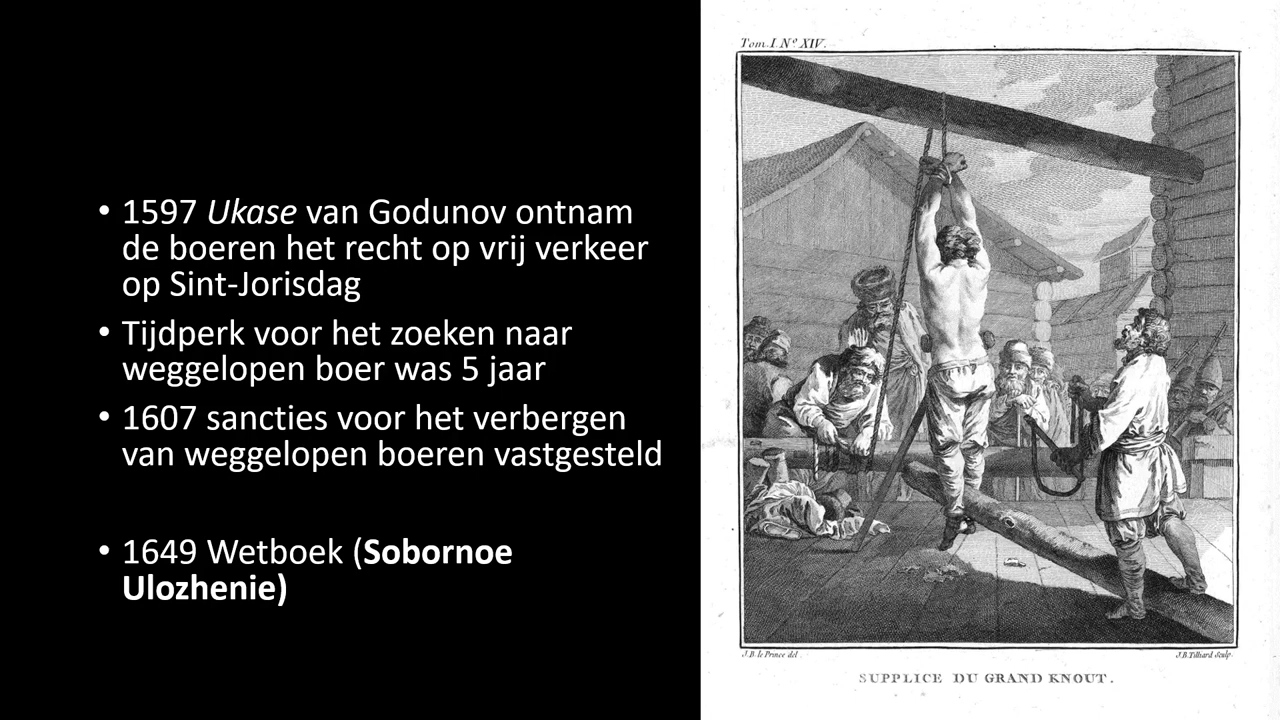 • 1597 Ukase van Godunov ontnam
de boeren het recht op vrij verkeer
op Sint-Jorisdag
• Tijdperk voor het zoeken naar
weggelopen boer was 5 jaar
• 1607 sancties voor het verbergen
van weggelopen boeren vastgesteld
• 1649 Wetboek (Sobornoe
Ulozhenie)
Tom. I. Nº XIV.
J. B. le Prince del.
J. B. Tilliard Sculp.
SUPPLICE DU GRAND KNOUT.